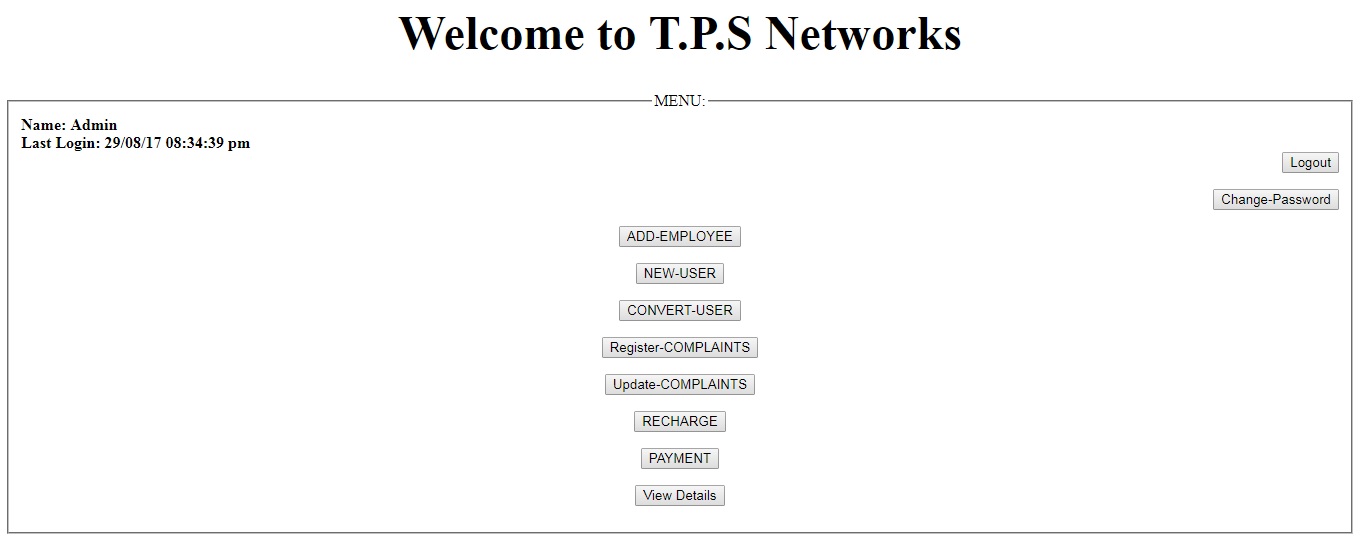 Welcome to T.P.S Networks
MENU:
Name: Admin
Last Login: 29/08/17 08:34:39 pm
Logout
Change-Password
ADD-EMPLOYEE
NEW-USER
CONVERT-USER
Register-COMPLAINTS
Update-COMPLAINTS
RECHARGE
PAYMENT
View Details